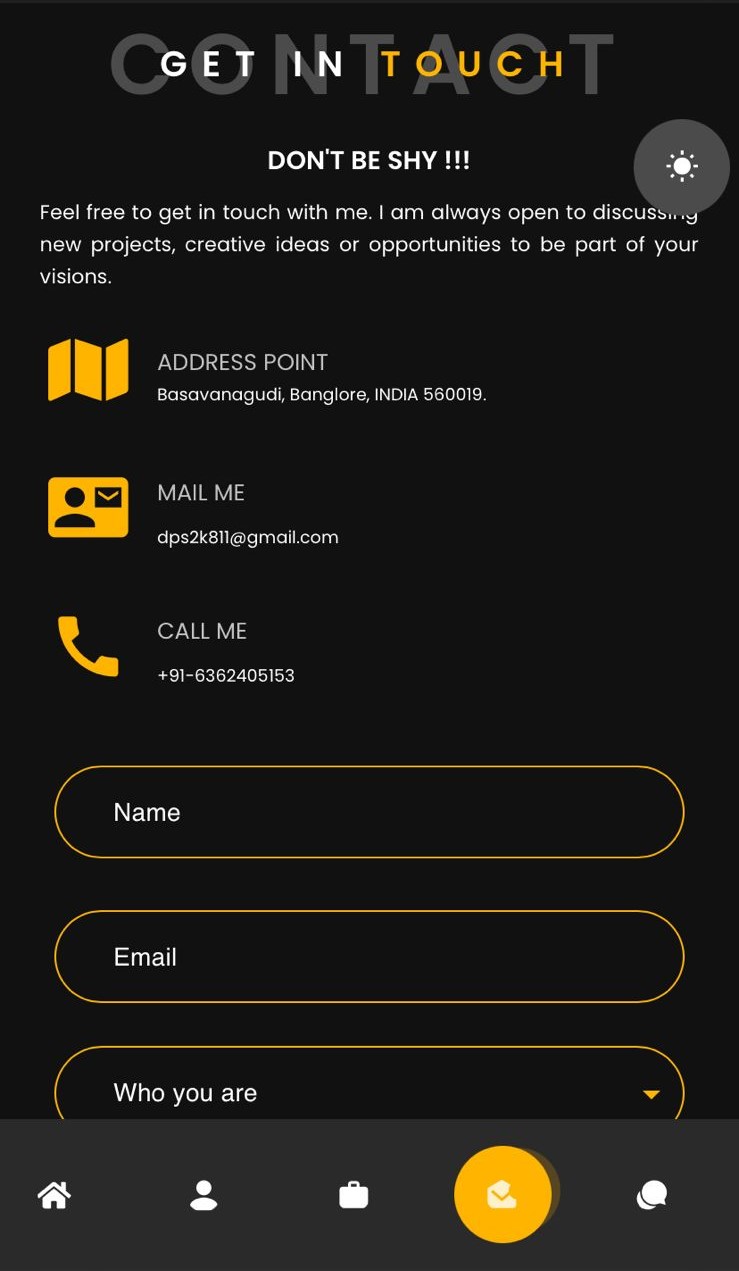 CONTACT
GET IN TOUCH
DON'T BE SHY !!!
Feel free to get in touch with me. I am always open to discussing
new projects, creative ideas or opportunities to be part of your
visions.
ADDRESS POINT
Basavanagudi, Banglore, INDIA 560019.
MAIL ME
dps2k811@gmail.com
CALL ME
+91-6362405153
Name
Email
Who you are